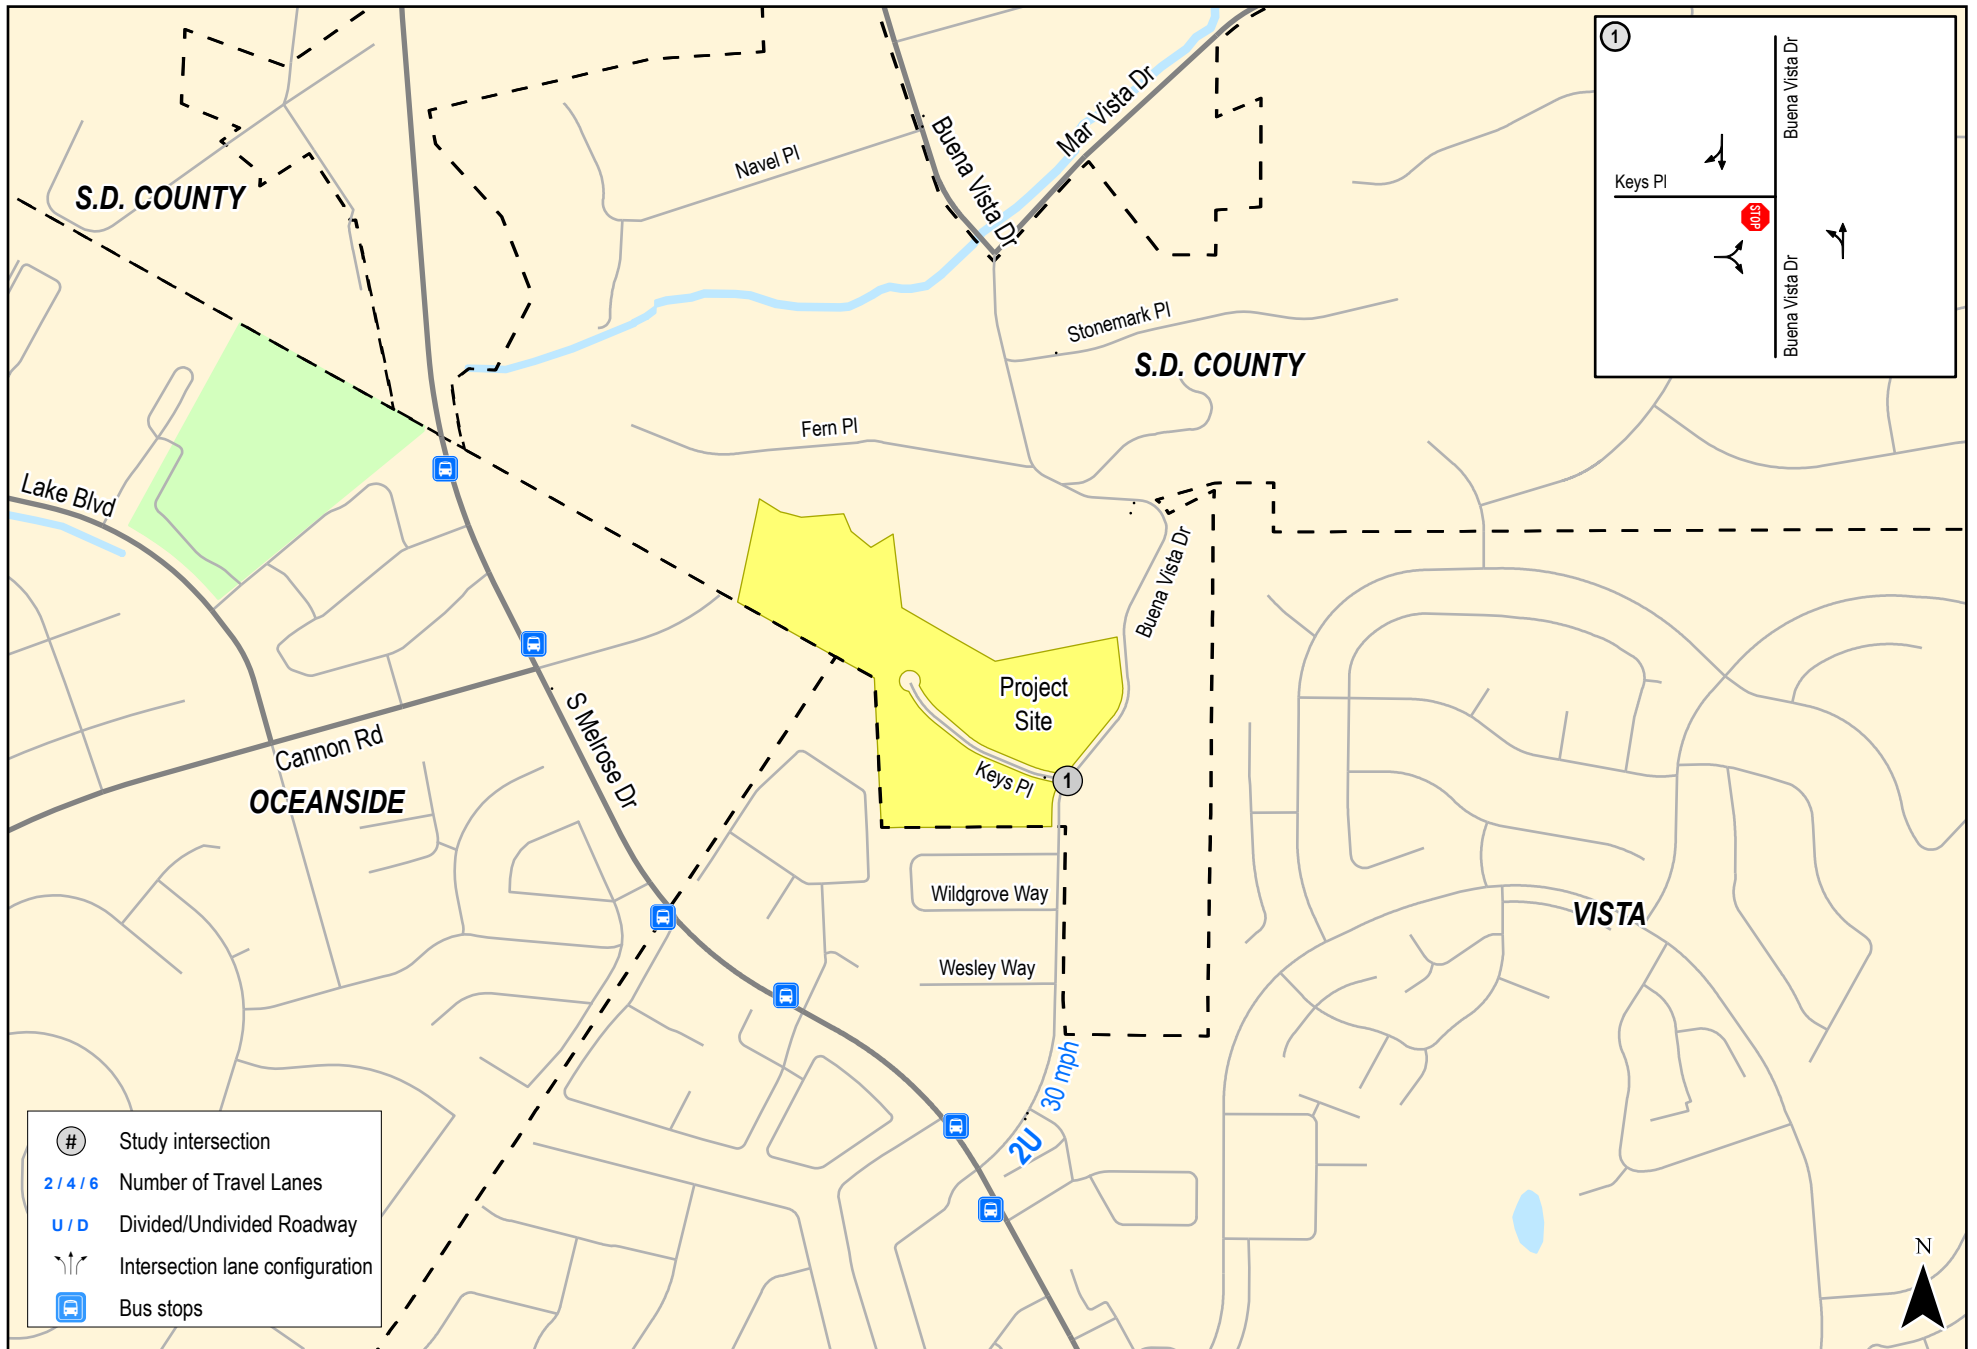 1
Buena Vista Dr
Keys Pl
STOP
Buena Vista Dr
S.D. COUNTY
Navel Pl
Buena Vista Dr
Mar Vista Dr
Stonemark Pl
S.D. COUNTY
Fern Pl
Lake Blvd
Buena Vista Dr
Project
Site
Keys Pl
1
S Melrose Dr
Cannon Rd
OCEANSIDE
Wildgrove Way
VISTA
Wesley Way
30 mph
2U
# Study intersection
2 / 4 / 6 Number of Travel Lanes
U / D Divided/Undivided Roadway
Intersection lane configuration
Bus stops
N